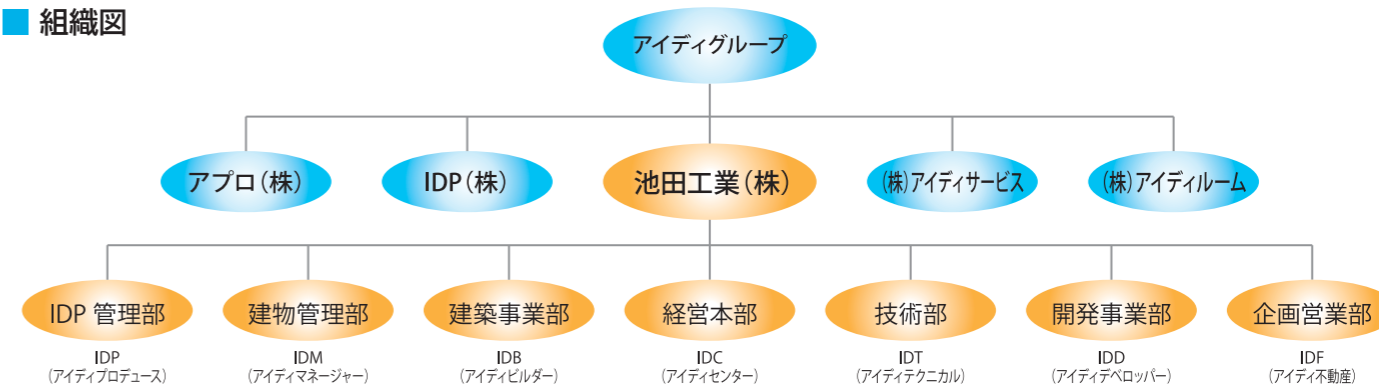 組織図
アイディグループ
アプロ(株)
IDP(株)
池田工業(株)
(株)アイディサービス
(株)アイディルーム
IDP 管理部
建物管理部
建築事業部
経営本部
技術部
開発事業部
企画営業部
IDP
(アイディプロデュース)
IDM
(アイディマネージャー)
IDB
(アイディビルダー)
IDC
(アイディセンター)
IDT
(アイディテクニカル)
IDD
(アイディデベロッパー)
IDF
(アイディ不動産)